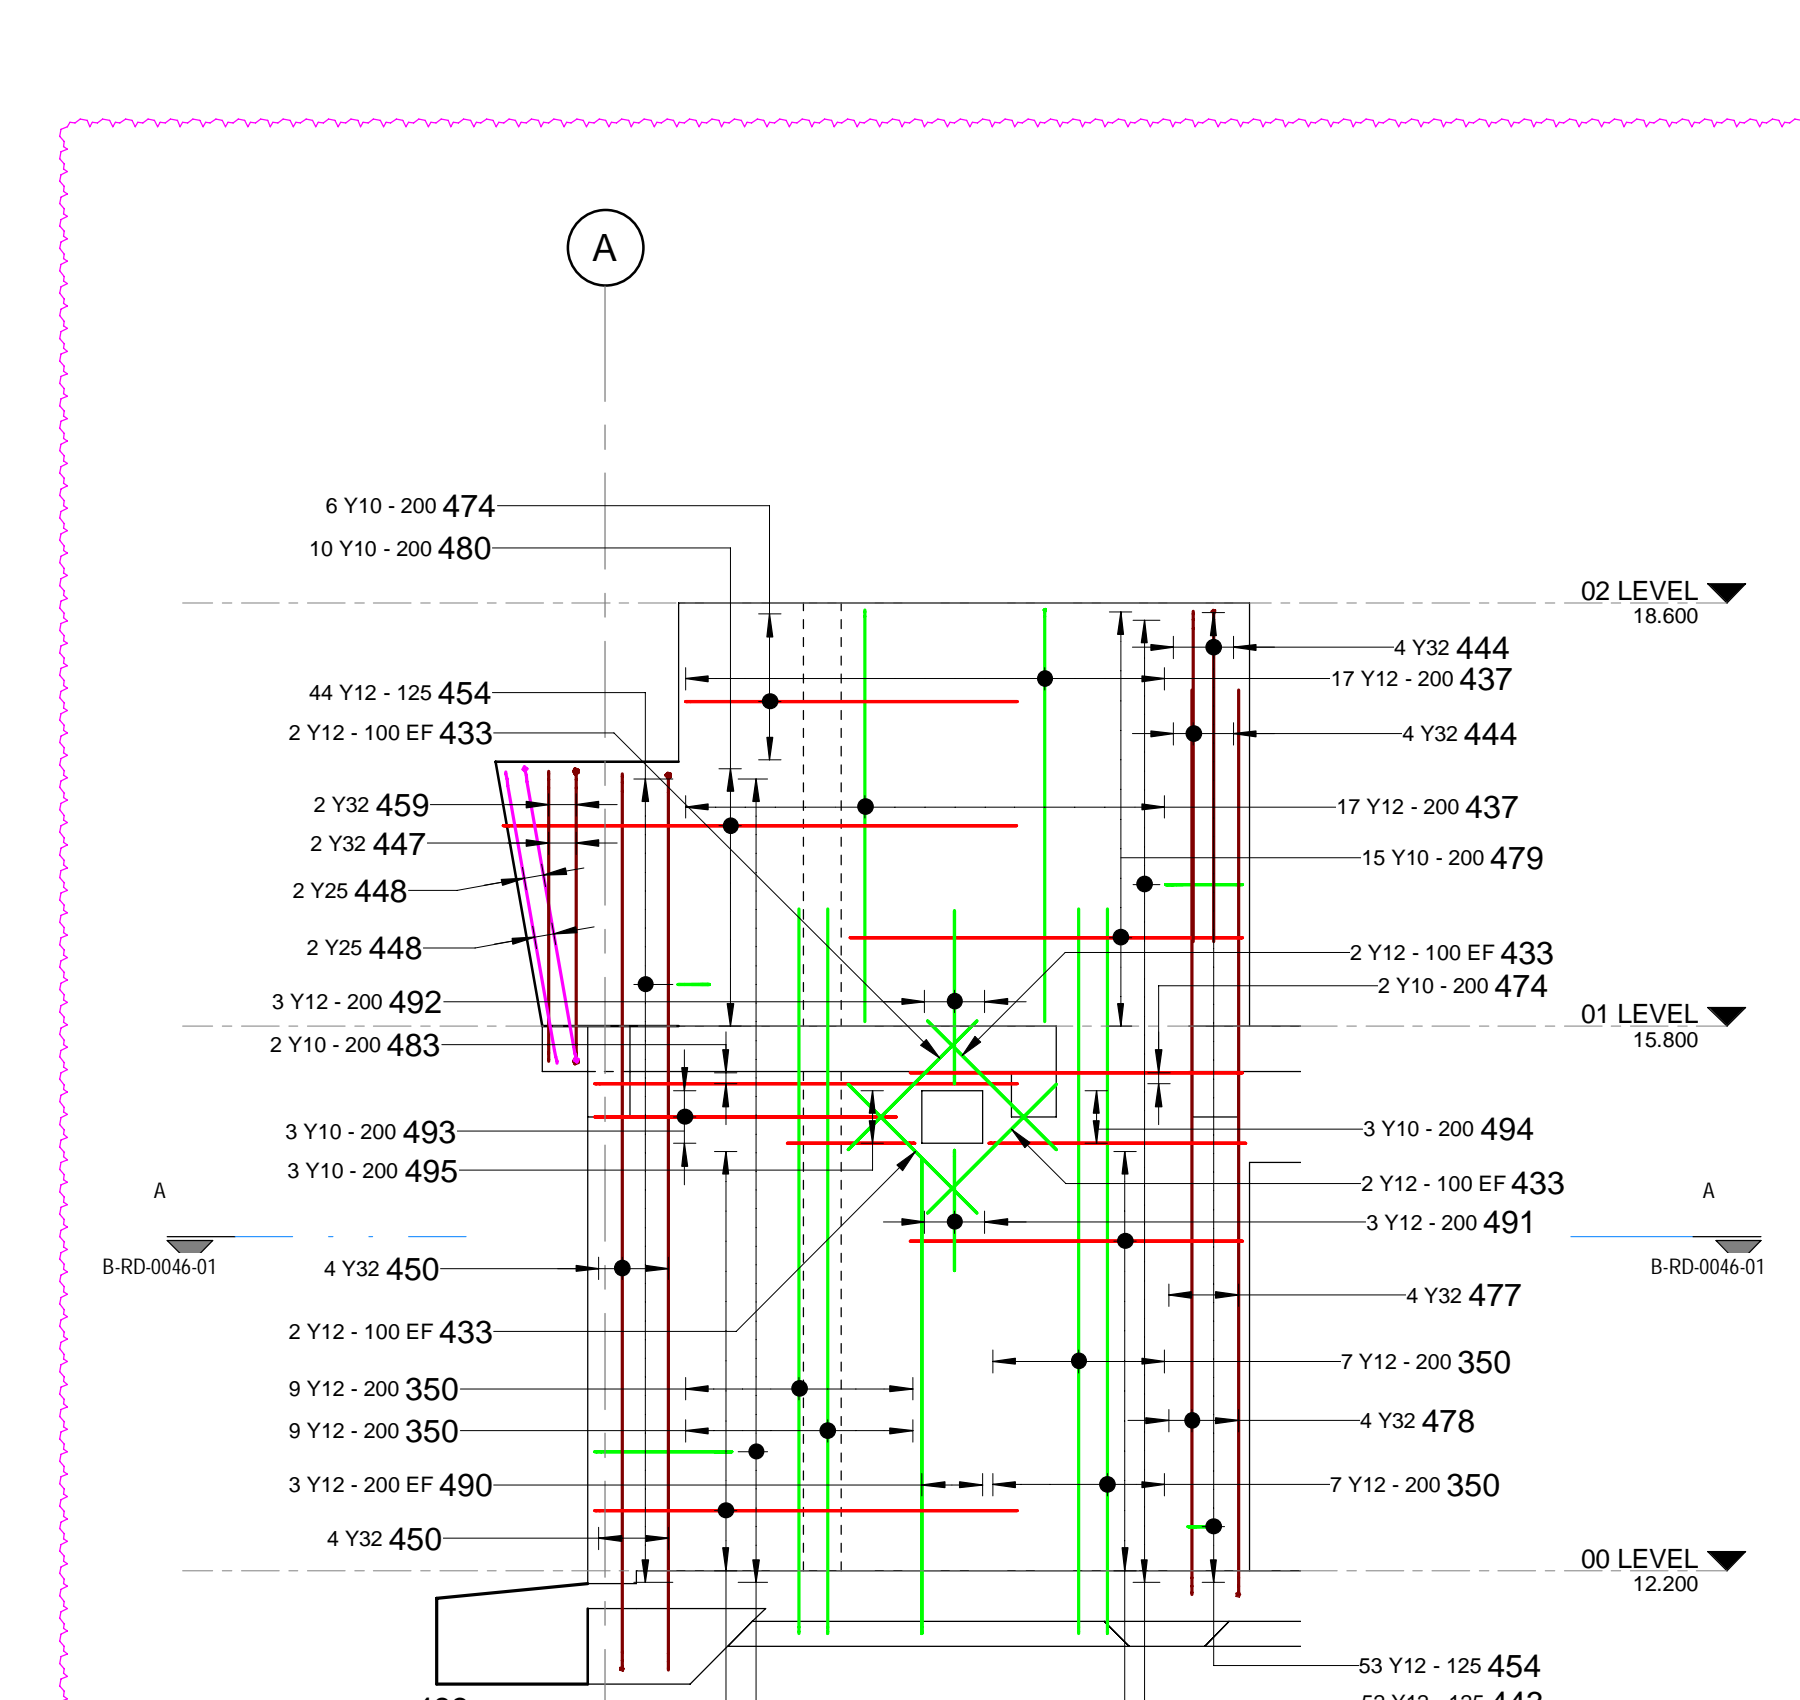 A
6 Y10 - 200 474
10 Y10 - 200 480
02 LEVEL
18.600
4 Y32 444
17 Y12 - 200 437
44 Y12 - 125 454
2 Y12 - 100 EF 433
4 Y32 444
2 Y32 459
17 Y12 - 200 437
2 Y32 447
15 Y10 - 200 479
2 Y25 448
2 Y25 448
2 Y12 - 100 EF 433
2 Y10 - 200 474
3 Y12 - 200 492
01 LEVEL
15.800
2 Y10 - 200 483
3 Y10 - 200 493
3 Y10 - 200 494
3 Y10 - 200 495
2 Y12 - 100 EF 433
A
A
3 Y12 - 200 491
B-RD-0046-01
B-RD-0046-01
4 Y32 450
4 Y32 477
2 Y12 - 100 EF 433
7 Y12 - 200 350
9 Y12 - 200 350
4 Y32 478
9 Y12 - 200 350
3 Y12 - 200 EF 490
7 Y12 - 200 350
4 Y32 450
00 LEVEL
12.200
53 Y12 - 125 454